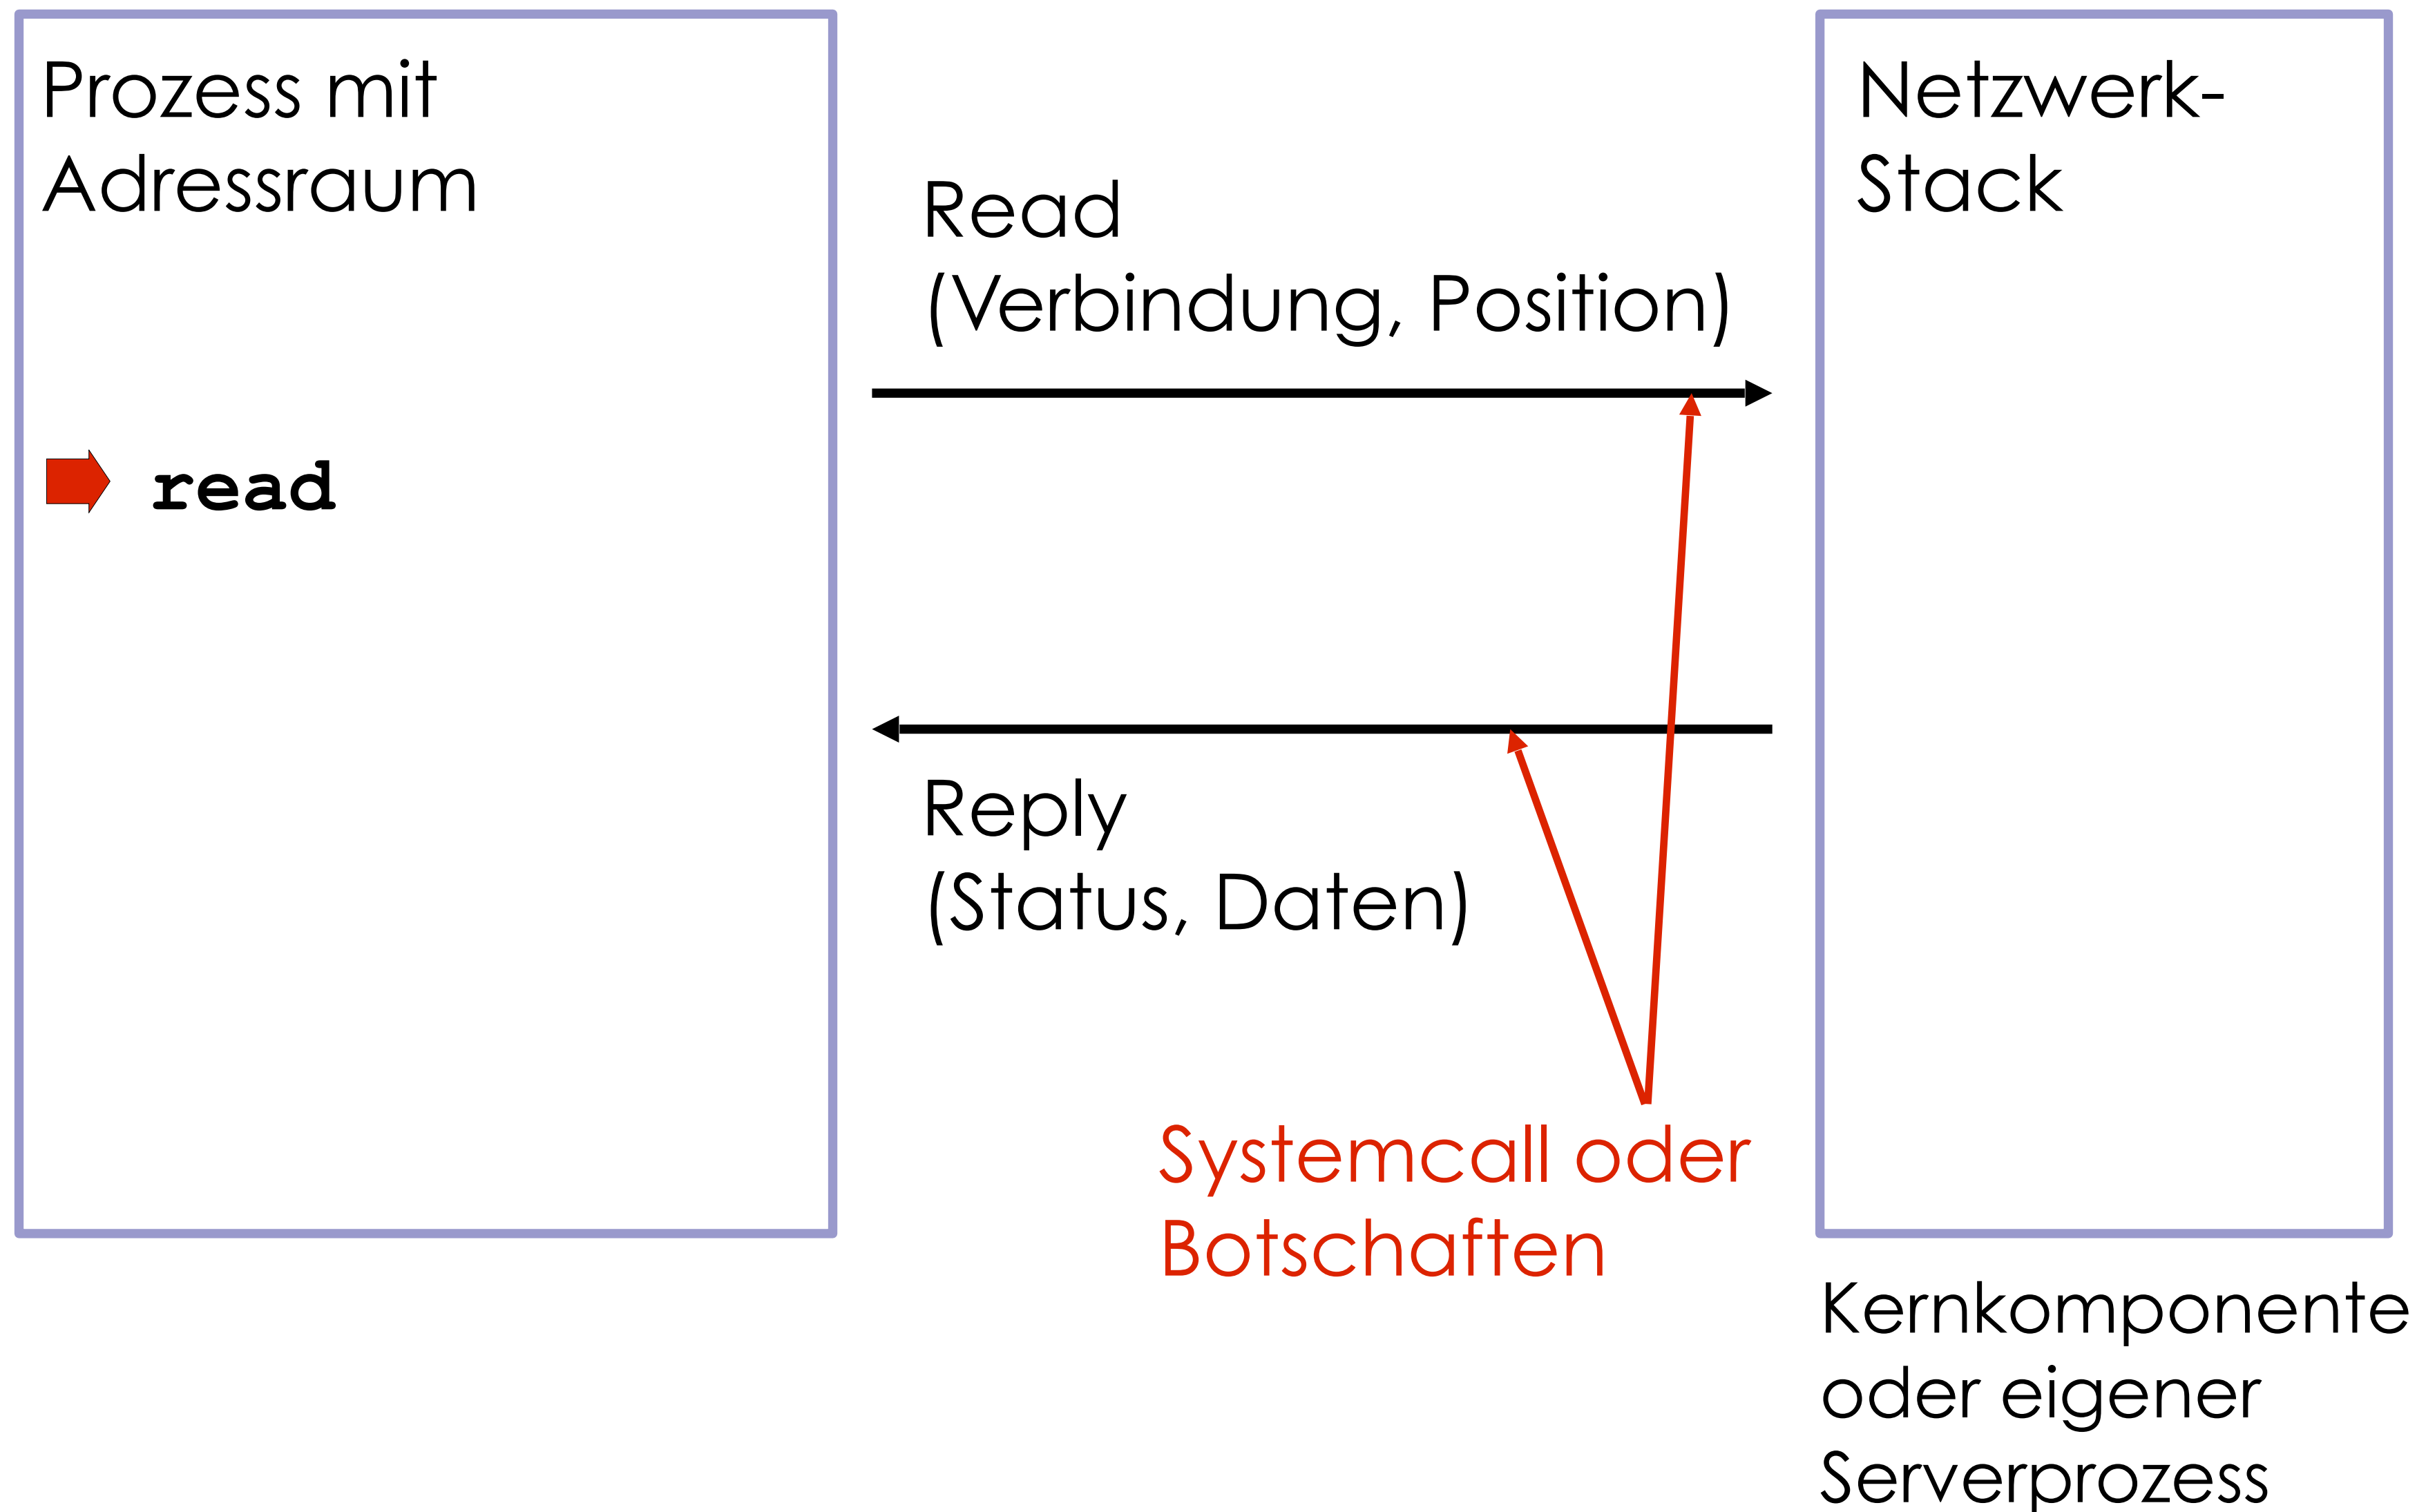 Prozess mit
Adressraum
read
Read
(Verbindung, Position)
Reply
(Status, Daten)
Systemcall oder
Botschaften
Netzwerk-
Stack
Kernkomponente
oder eigener
Serverprozess